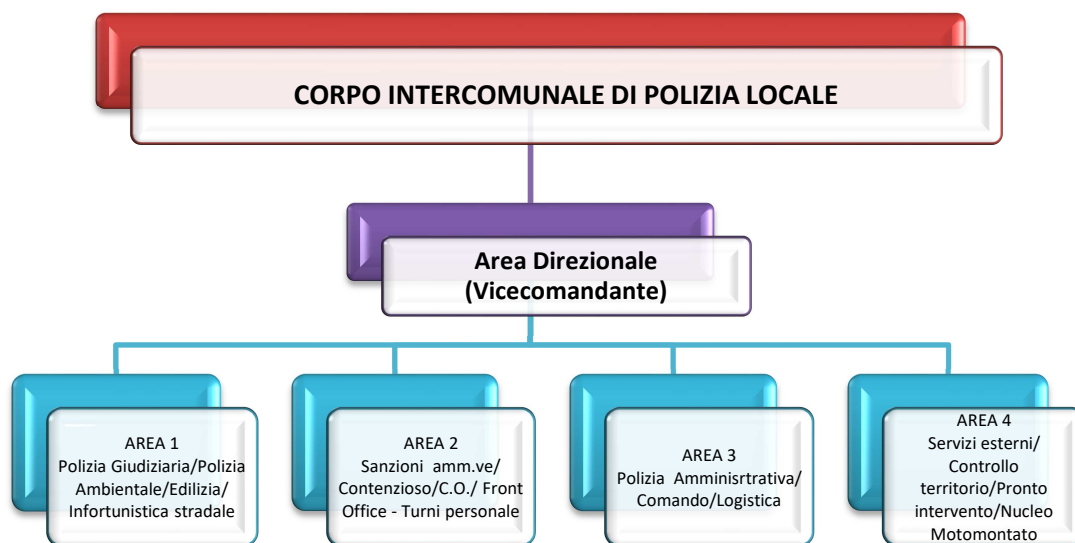 CORPO INTERCOMUNALE DI POLIZIA LOCALE
Area Direzionale
(Vicecomandante)
AREA 1
Polizia Giudiziaria/Polizia
Ambientale/Edilizia/
Infortunistica stradale
AREA 2
Sanzioni amm.ve/
Contenzioso/C.O./ Front
Office - Turni personale
AREA 3
Polizia Amminisrtrativa/
Comando/Logistica
AREA 4
Servizi esterni/
Controllo
territorio/Pronto
intervento/Nucleo
Motomontato